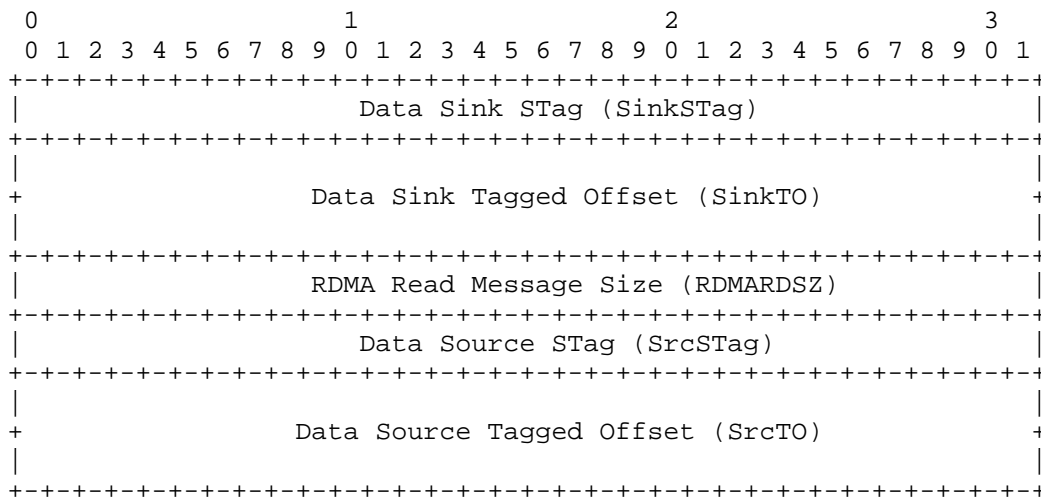 0                   1                   2                   3
 0 1 2 3 4 5 6 7 8 9 0 1 2 3 4 5 6 7 8 9 0 1 2 3 4 5 6 7 8 9 0 1
+-+-+-+-+-+-+-+-+-+-+-+-+-+-+-+-+-+-+-+-+-+-+-+-+-+-+-+-+-+-+-+-+
|                     Data Sink STag (SinkSTag)                 |
+-+-+-+-+-+-+-+-+-+-+-+-+-+-+-+-+-+-+-+-+-+-+-+-+-+-+-+-+-+-+-+-+
|                                                               |
+                  Data Sink Tagged Offset (SinkTO)             +
|                                                               |
+-+-+-+-+-+-+-+-+-+-+-+-+-+-+-+-+-+-+-+-+-+-+-+-+-+-+-+-+-+-+-+-+
|                  RDMA Read Message Size (RDMARDSZ)            |
+-+-+-+-+-+-+-+-+-+-+-+-+-+-+-+-+-+-+-+-+-+-+-+-+-+-+-+-+-+-+-+-+
|                     Data Source STag (SrcSTag)                |
+-+-+-+-+-+-+-+-+-+-+-+-+-+-+-+-+-+-+-+-+-+-+-+-+-+-+-+-+-+-+-+-+
|                                                               |
+                 Data Source Tagged Offset (SrcTO)             +
|                                                               |
+-+-+-+-+-+-+-+-+-+-+-+-+-+-+-+-+-+-+-+-+-+-+-+-+-+-+-+-+-+-+-+-+